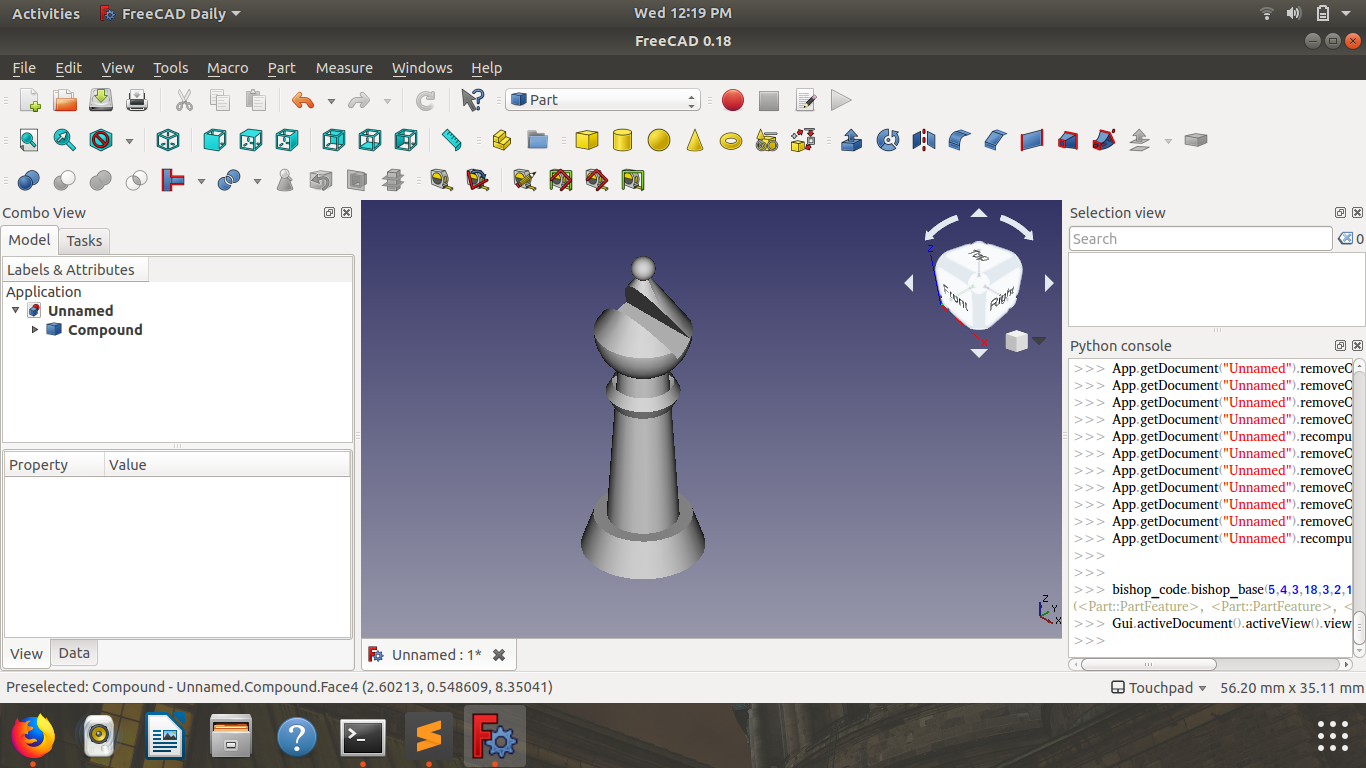 Activities FreeCAD Daily Wed 12:19 PM
FreeCAD 0.18
File Edit View Tools Macro Part Measure Windows Help
Part
Combo View
Model Tasks
Labels & Attributes
Application
Unnamed
Compound
Property Value
View Data
Top
Front Right
Z
X
Z
Y
X
Unnamed : 1*
Selection view
Search
0
Python console
>>> App.getDocument("Unnamed").removeO
>>> App.getDocument("Unnamed").removeO
>>> App.getDocument("Unnamed").removeO
>>> App.getDocument("Unnamed").removeO
>>> App.getDocument("Unnamed").recompu
>>> App.getDocument("Unnamed").removeO
>>> App.getDocument("Unnamed").removeO
>>> App.getDocument("Unnamed").removeO
>>> App.getDocument("Unnamed").removeO
>>> App.getDocument("Unnamed").removeO
>>> App.getDocument("Unnamed").recompu
>>>
>>>
>>> bishop_code.bishop_base(5,4,3,18,3,2,1
(<Part::PartFeature>, <Part::PartFeature>, <
>>> Gui.activeDocument().activeView().view
>>>
Preselected: Compound - Unnamed.Compound.Face4 (2.60213, 0.548609, 8.35041) Touchpad 56.20 mm x 35.11 mm